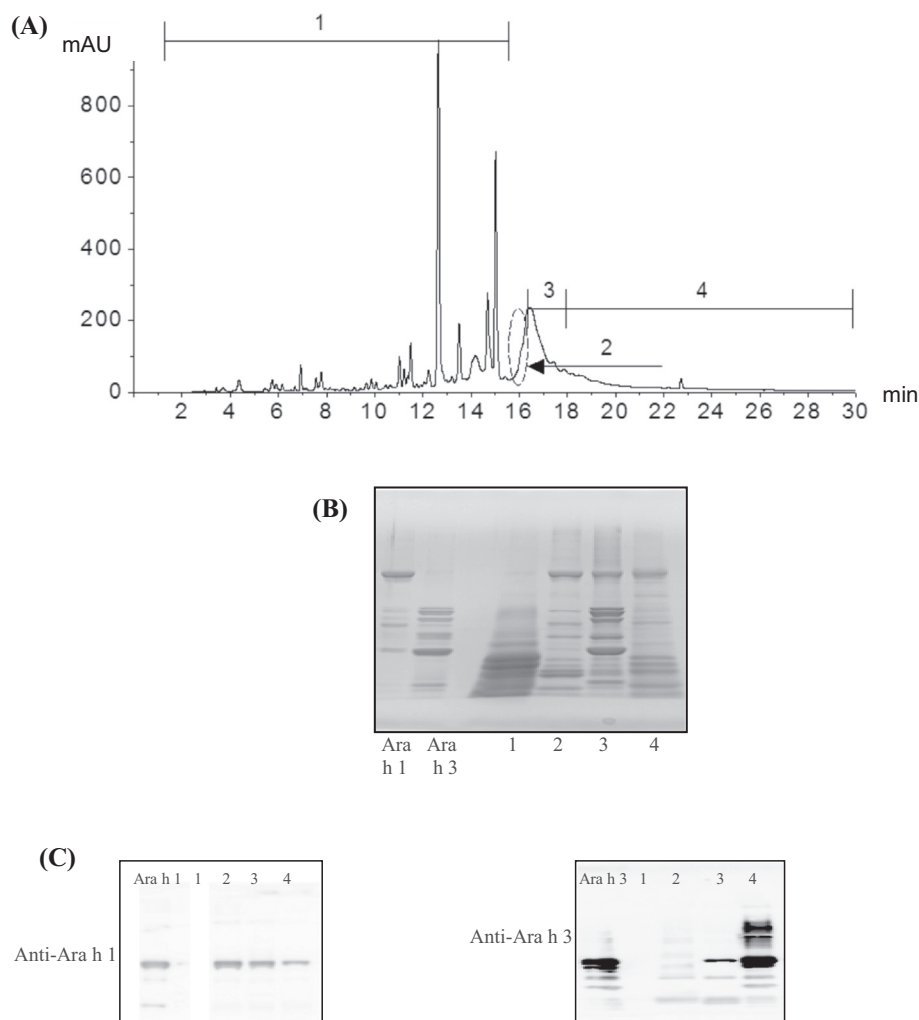 (A)
mAU
1
800
600
400
200
0
3
4
2
2 4 6 8 10 12 14 16 18 20 22 24 26 28 30 min
(B)
Ara Ara 1 2 3 4
h 1 h 3
(C)
Ara h 1 1 2 3 4
Anti-Ara h 1
Ara h 3 1 2 3 4
Anti-Ara h 3